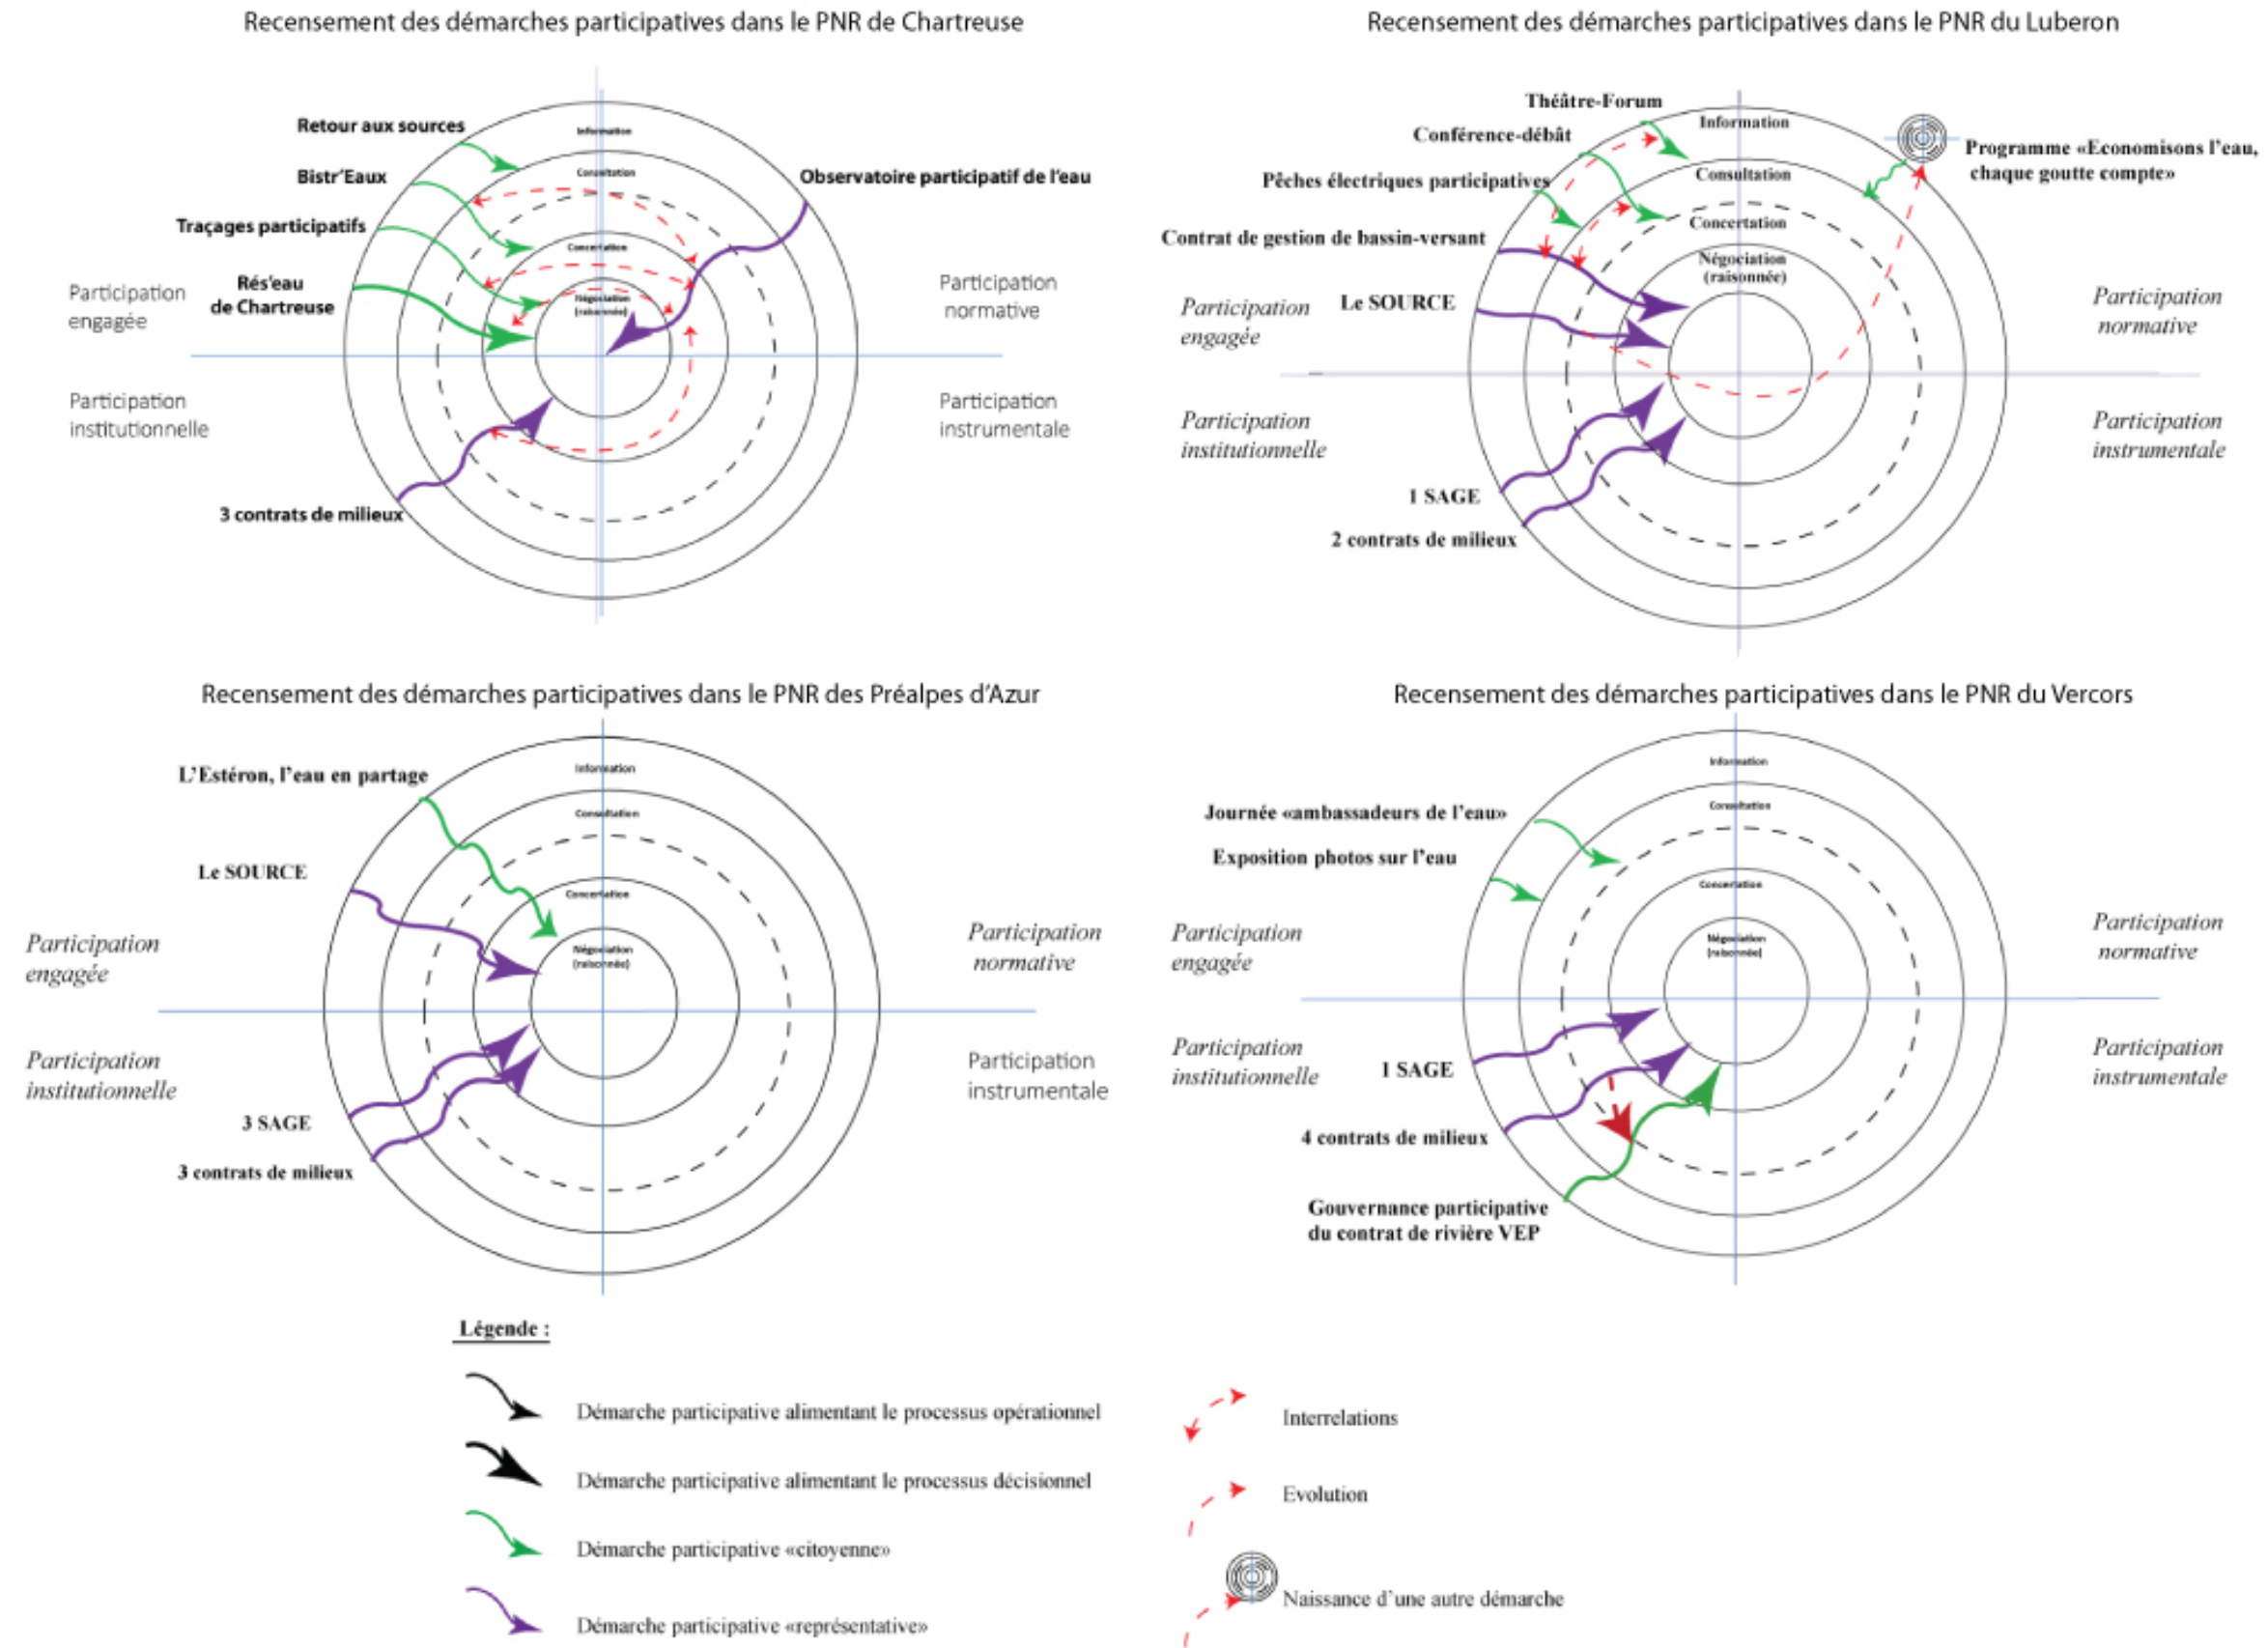 Recensement des démarches participatives dans le PNR de Chartreuse
Retour aux sources
Bistr'Eaux
Traçages participatifs
Rés'eau
de Chartreuse
Observatoire participatif de l'eau
Information
Consultation
Concertation
Négociation
(raisonnée)
Participation
engagée
Participation
normative
Participation
institutionnelle
Participation
instrumentale
3 contrats de milieux
Recensement des démarches participatives dans le PNR du Luberon
Théâtre-Forum
Conférence-débât
Pêches électriques participatives
Contrat de gestion de bassin-versant
Le SOURCE
Information
Consultation
Concertation
Négociation
(raisonnée)
Programme «Economisons l'eau,
chaque goutte compte»
Participation
engagée
Participation
normative
Participation
institutionnelle
Participation
instrumentale
1 SAGE
2 contrats de milieux
Recensement des démarches participatives dans le PNR des Préalpes d'Azur
L'Estéron, l'eau en partage
Le SOURCE
Information
Consultation
Concertation
Négociation
(raisonnée)
Participation
engagée
Participation
normative
Participation
institutionnelle
Participation
instrumentale
3 SAGE
3 contrats de milieux
Recensement des démarches participatives dans le PNR du Vercors
Journée «ambassadeurs de l'eau»
Exposition photos sur l'eau
Information
Consultation
Concertation
Négociation
(raisonnée)
Participation
engagée
Participation
normative
Participation
institutionnelle
Participation
instrumentale
1 SAGE
4 contrats de milieux
Gouvernance participative
du contrat de rivière VEP
Légende :
Démarche participative alimentant le processus opérationnel
Démarche participative alimentant le processus décisionnel
Démarche participative «citoyenne»
Démarche participative «représentative»
Interrelations
Evolution
Naissance d'une autre démarche